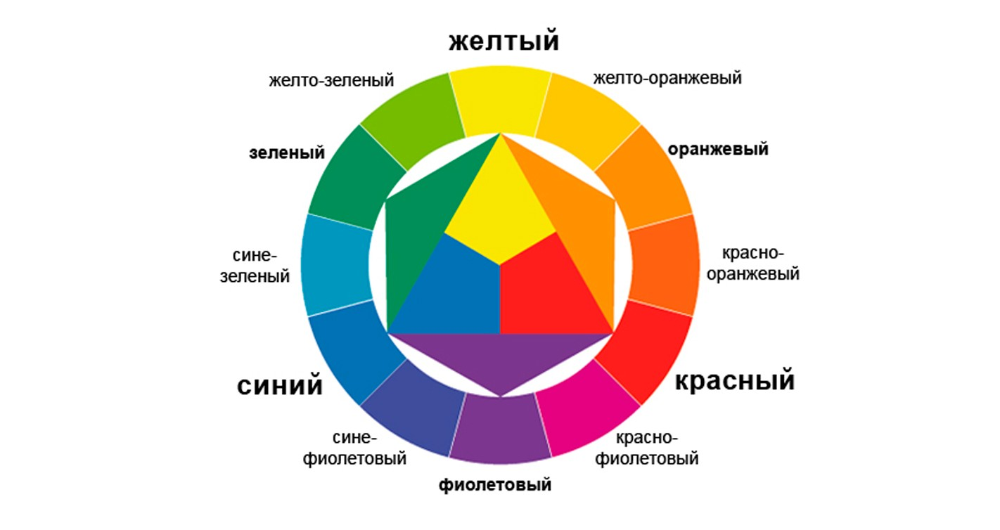 желтый
желто-зеленый
желто-оранжевый
зеленый
оранжевый
сине-
зеленый
красно-
оранжевый
синий
красный
сине-
фиолетовый
красно-
фиолетовый
фиолетовый